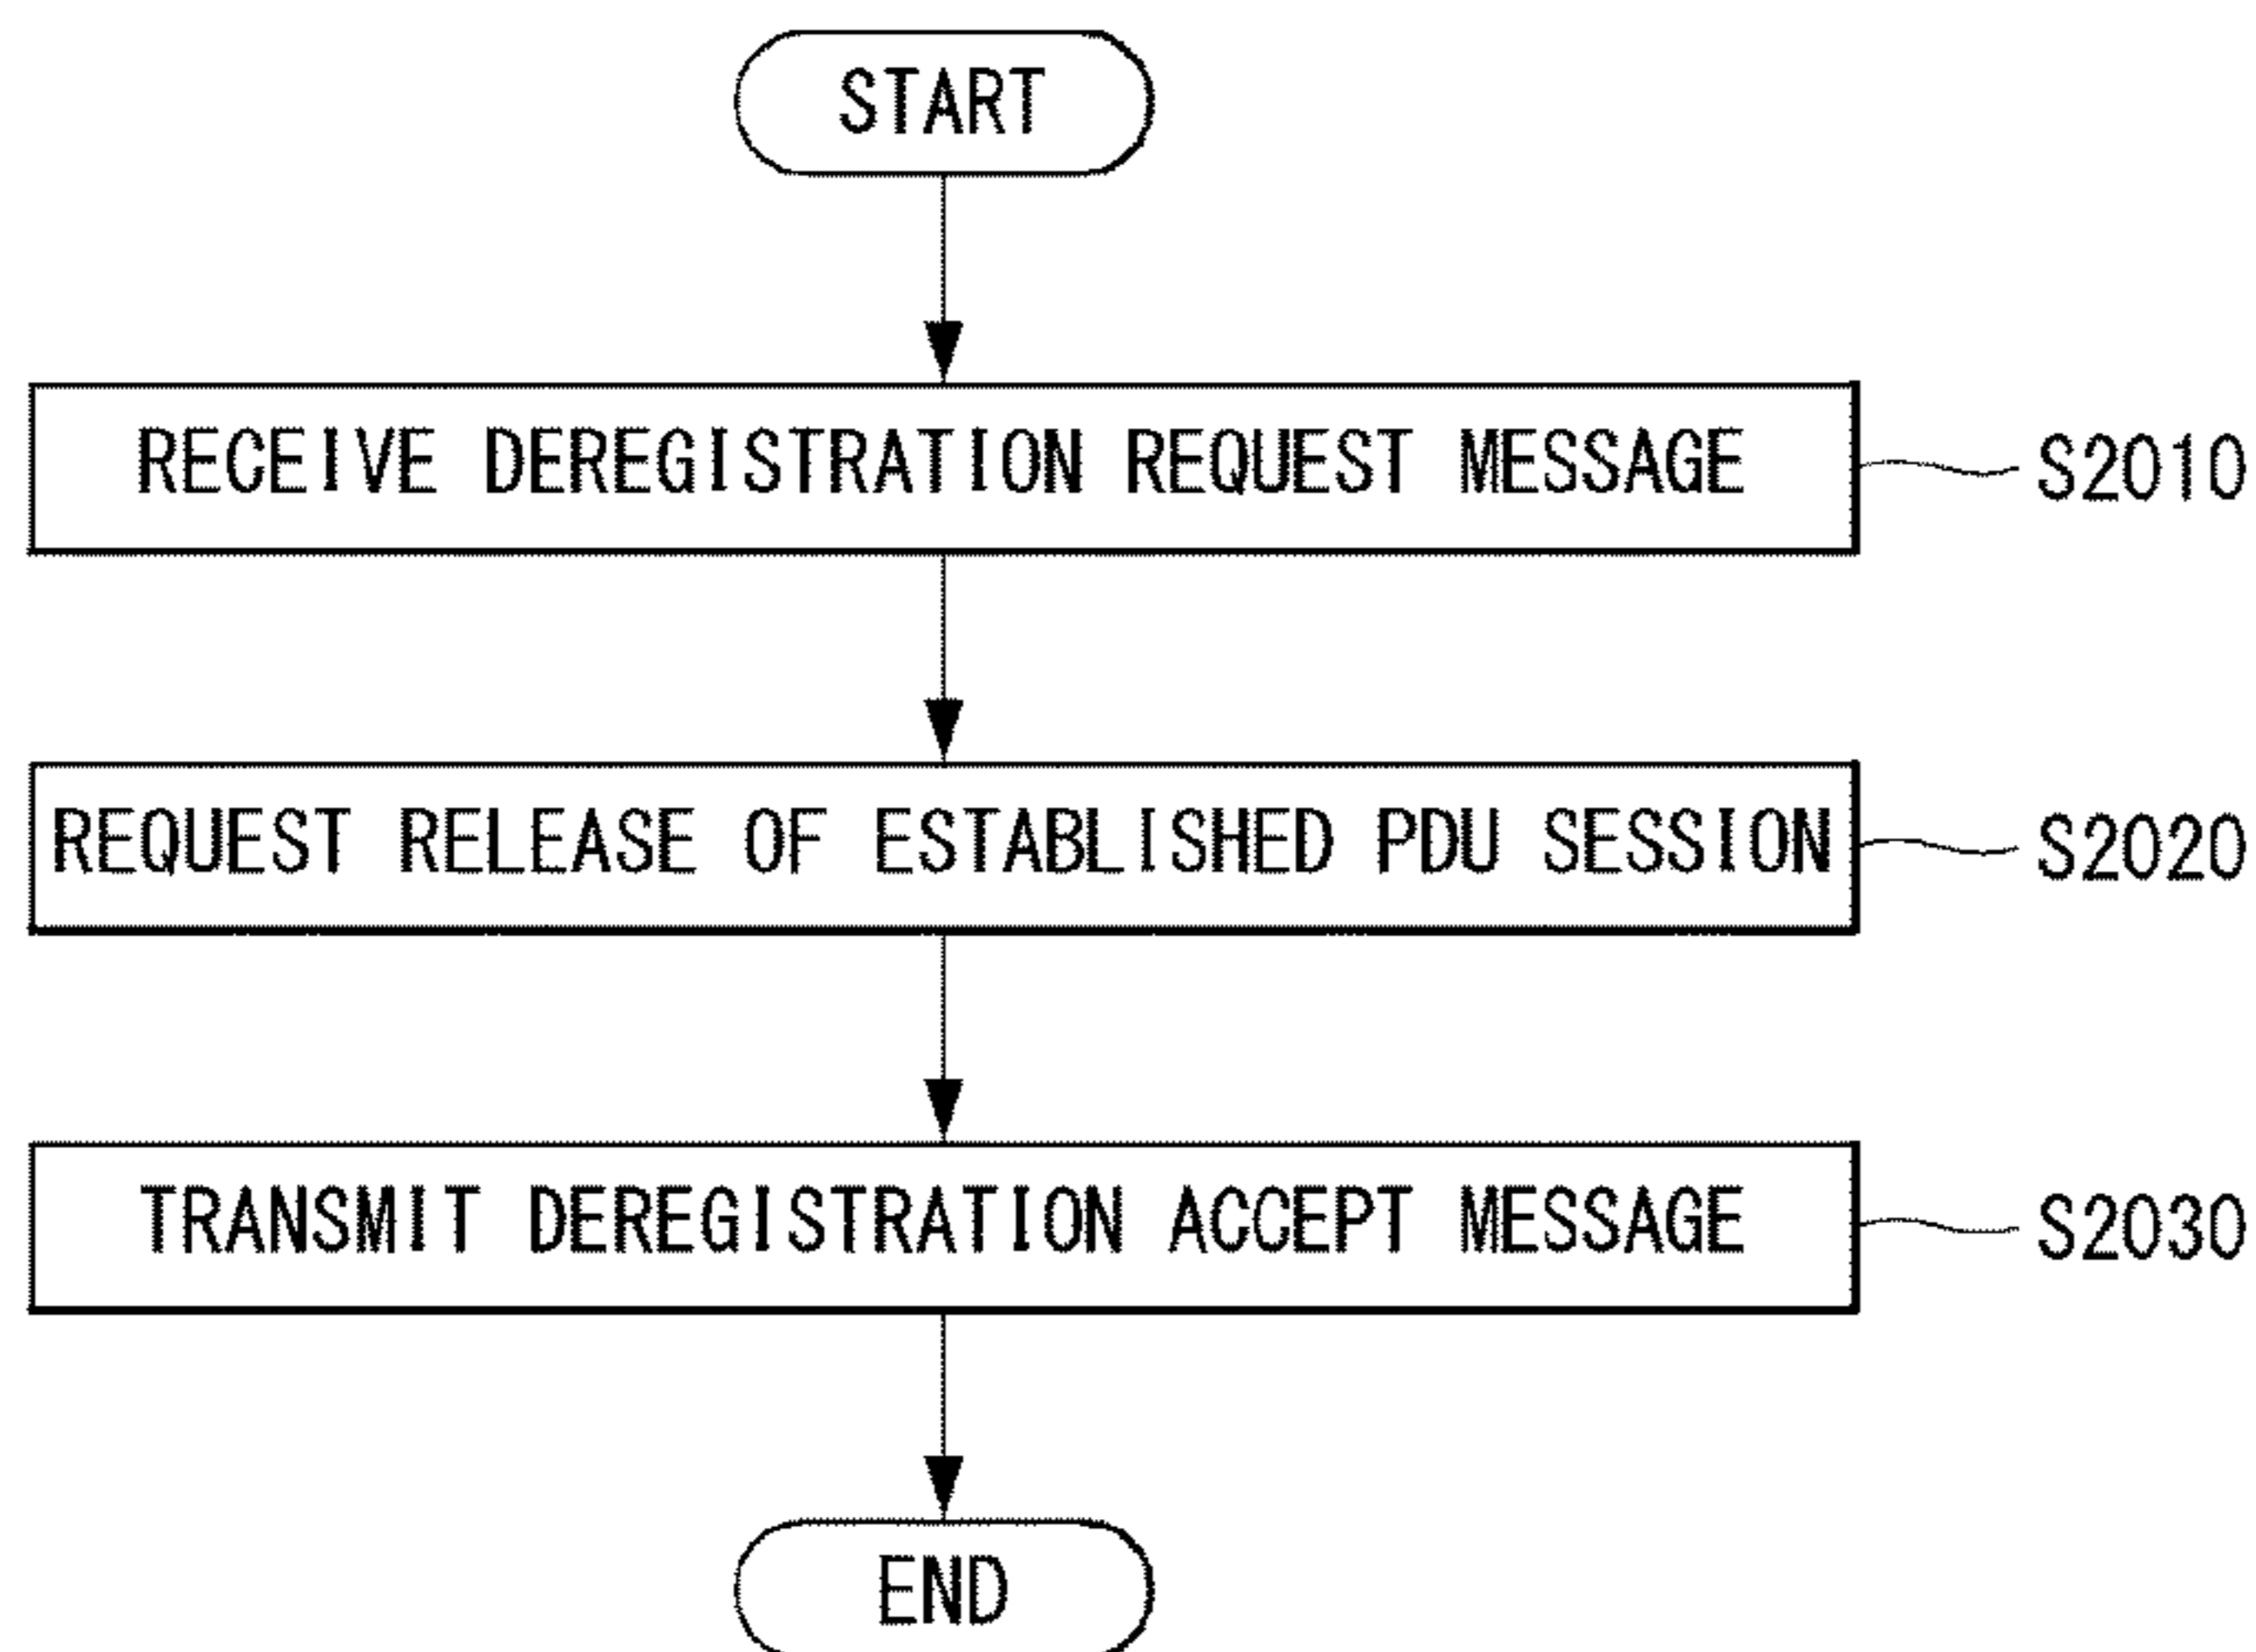 START
RECEIVE DEREGISTRATION REQUEST MESSAGE S2010
REQUEST RELEASE OF ESTABLISHED PDU SESSION S2020
TRANSMIT DEREGISTRATION ACCEPT MESSAGE S2030
END